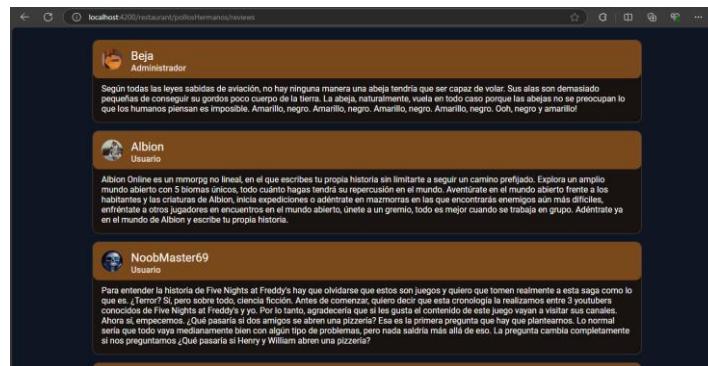 localhost:4200/restaurant/pollosHermanos/reviews
Beja
Administrador
Según todas las leyes sabidas de aviación, no hay ninguna manera una abeja tendría que ser capaz de volar. Sus alas son demasiado
pequeñas de conseguir su gordos poco cuerpo de la tierra. La abeja, naturalmente, vuela en todo caso porque las abejas no se preocupan lo
que los humanos piensan es imposible. Amarillo, negro. Amarillo, negro. Amarillo, negro. Amarillo, negro. Ooh, negro y amarillo!
Albion
Usuario
Albion Online es un mmorpg no lineal, en el que escribes tu propia historia sin limitarte a seguir un camino prefijado. Explora un amplio
mundo abierto con 5 biomas únicos, todo cuánto hagas tendrá su repercusión en el mundo. Aventúrate en el mundo abierto frente a los
habitantes y las criaturas de Albion, inicia expediciones o adéntrate en mazmorras en las que encontrarás enemigos aún más difíciles,
enfréntate a otros jugadores en encuentros en el mundo abierto, únete a un gremio, todo es mejor cuando se trabaja en grupo. Adéntrate ya
en el mundo de Albion y escribe tu propia historia.
NoobMaster69
Usuario
Para entender la historia de Five Nights at Freddy's hay que olvidarse que estos son juegos y quiero que tomen realmente a esta saga como lo
que es. ¿Terror? Sí, pero sobre todo, ciencia ficción. Antes de comenzar, quiero decir que esta cronología la realizamos entre 3 youtubers
conocidos de Five Nights at Freddy's y yo. Por lo tanto, agradecería que si les gusta el contenido de este juego vayan a visitar sus canales.
Ahora sí, empecemos. ¿Qué pasaría si dos amigos se abren una pizzería? Esa es la primera pregunta que hay que plantearnos. Lo normal
sería que todo vaya medianamente bien con algún tipo de problemas, pero nada saldría más allá de eso. La pregunta cambia completamente
si nos preguntamos ¿Qué pasaría si Henry y William abren una pizzería?